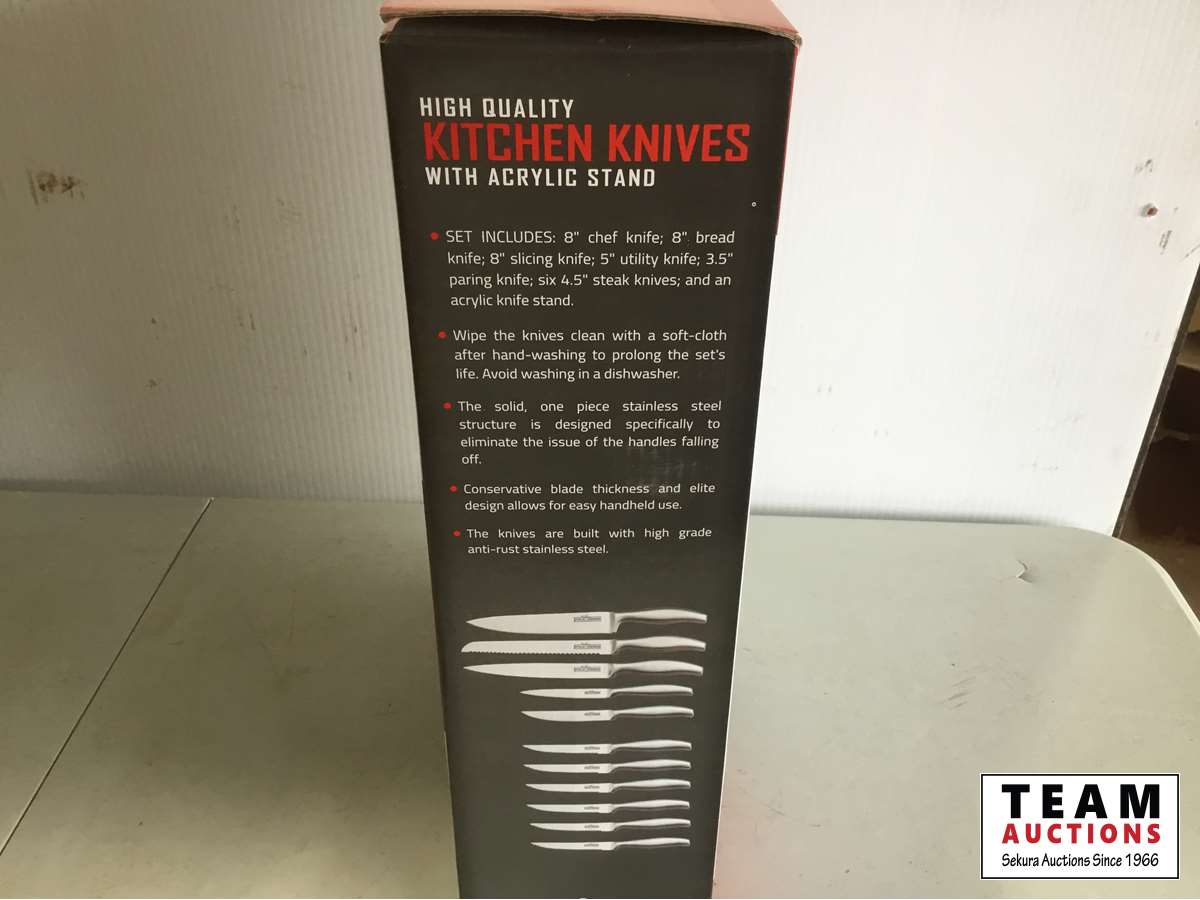 HIGH QUALITY
KITCHEN KNIVES
WITH ACRYLIC STAND
• SET INCLUDES: 8" chef knife; 8" bread
knife; 8" slicing knife; 5" utility knife; 3.5"
paring knife; six 4.5" steak knives; and an
acrylic knife stand.
• Wipe the knives clean with a soft-cloth
after hand-washing to prolong the set's
life. Avoid washing in a dishwasher.
• The solid, one piece stainless steel
structure is designed specifically to
eliminate the issue of the handles falling
off.
• Conservative blade thickness and elite
design allows for easy handheld use.
• The knives are built with high grade
anti-rust stainless steel.
TEAM
AUCTIONS
Sekura Auctions Since 1966